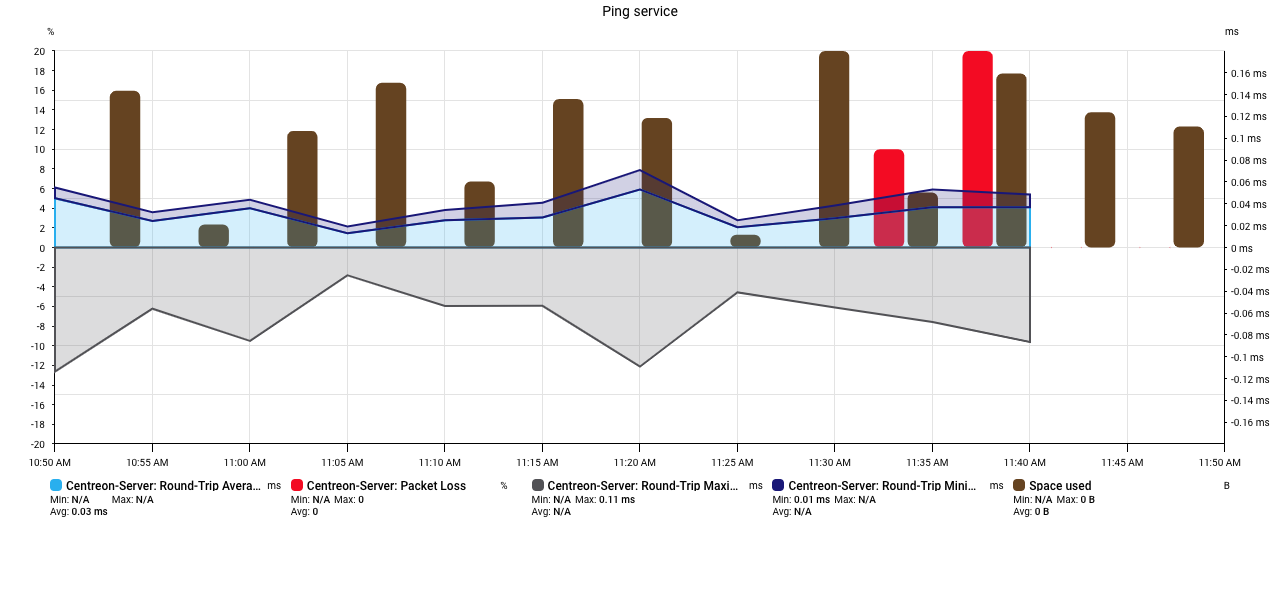 Ping service
% ms
20
18 0.16 ms
16 0.14 ms
14 0.12 ms
12 0.1 ms
10 0.08 ms
8 0.06 ms
6 0.04 ms
4 0.02 ms
2 0 ms
0 -0.02 ms
-2 -0.04 ms
-4 -0.06 ms
-6 -0.08 ms
-8 -0.1 ms
-10 -0.12 ms
-12 -0.14 ms
-14 -0.16 ms
-16
-18
-20
10:50 AM 10:55 AM 11:00 AM 11:05 AM 11:10 AM 11:15 AM 11:20 AM 11:25 AM 11:30 AM 11:35 AM 11:40 AM 11:45 AM 11:50 AM
Centreon-Server: Round-Trip Avera... ms Centreon-Server: Packet Loss % Centreon-Server: Round-Trip Maxi... ms Centreon-Server: Round-Trip Mini... ms Space used B
Min: N/A Max: N/A Min: N/A Max: 0 Min: N/A Max: 0.11 ms Min: 0.01 ms Max: N/A Min: N/A Max: 0 B
Avg: 0.03 ms Avg: 0 Avg: N/A Avg: N/A Avg: 0 B